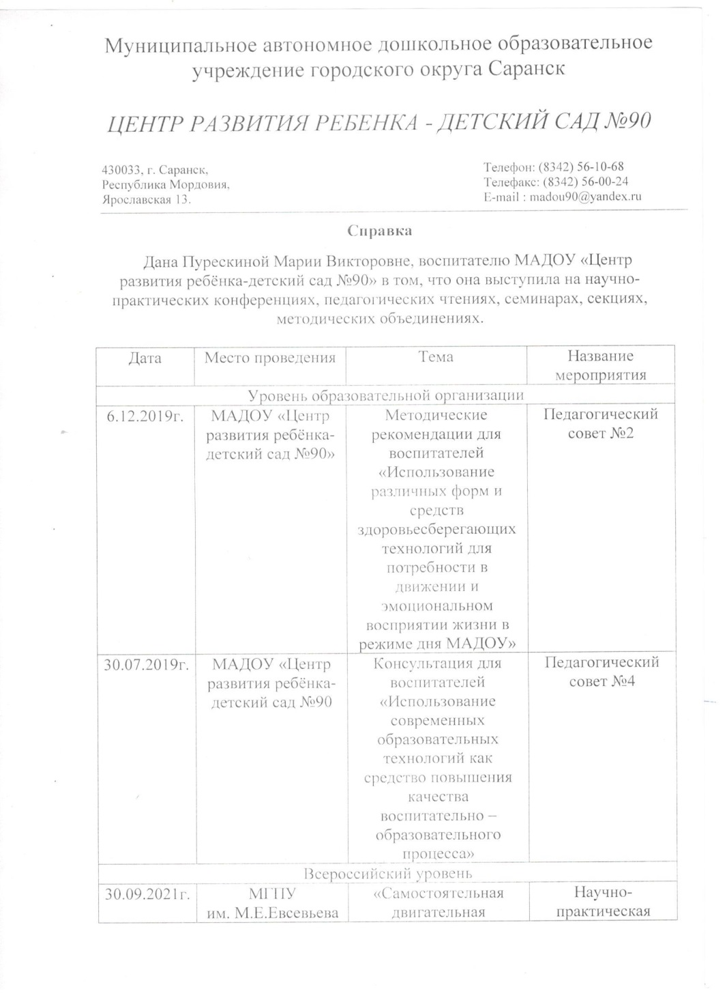 Муниципальное автономное дошкольное образовательное
учреждение городского округа Саранск
ЦЕНТР РАЗВИТИЯ РЕБЕНКА - ДЕТСКИЙ САД №90
430033, г. Саранск,
Республика Мордовия,
Ярославская 13.
Телефон: (8342) 56-10-68
Телефакс: (8342) 56-00-24
E-mail : madou90@yandex.ru
Справка
Дана Пурескиной Марии Викторовне, воспитателю МАДОУ «Центр
развития ребёнка-детский сад №90» в том, что она выступила на научно-
практических конференциях, педагогических чтениях, семинарах, секциях,
методических объединениях.
Дата
Место проведения
Тема
Название
мероприятия
Уровень образовательной организации
6.12.2019г.
МАДОУ «Центр
развития ребёнка-
детский сад №90»
Методические
рекомендации для
воспитателей
«Использование
различных форм и
средств
здоровьесберегающих
технологий для
потребности в
движении и
эмоциональном
восприятии жизни в
режиме дня МАДОУ»
Педагогический
совет №2
30.07.2019г.
МАДОУ «Центр
развития ребёнка-
детский сад №90
Консультация для
воспитателей
«Использование
современных
образовательных
технологий как
средство повышения
качества
воспитательно –
образовательного
процесса»
Педагогический
совет №4
Всероссийский уровень
30.09.2021г.
МГПУ
им. М.Е.Евсевьева
«Самостоятельная
двигательная
Научно-
практическая